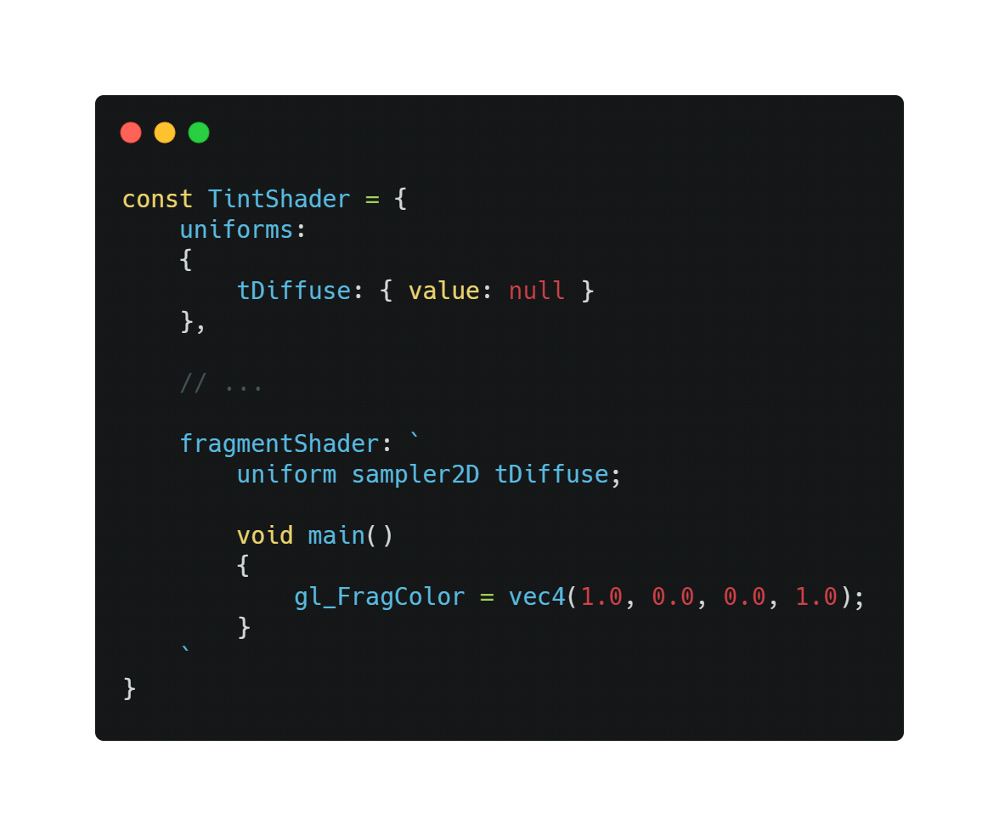 const TintShader = {
    uniforms:
    {
        tDiffuse: { value: null }
    },

    // ...

    fragmentShader: `
        uniform sampler2D tDiffuse;

        void main()
        {
            gl_FragColor = vec4(1.0, 0.0, 0.0, 1.0);
        }
    `
}